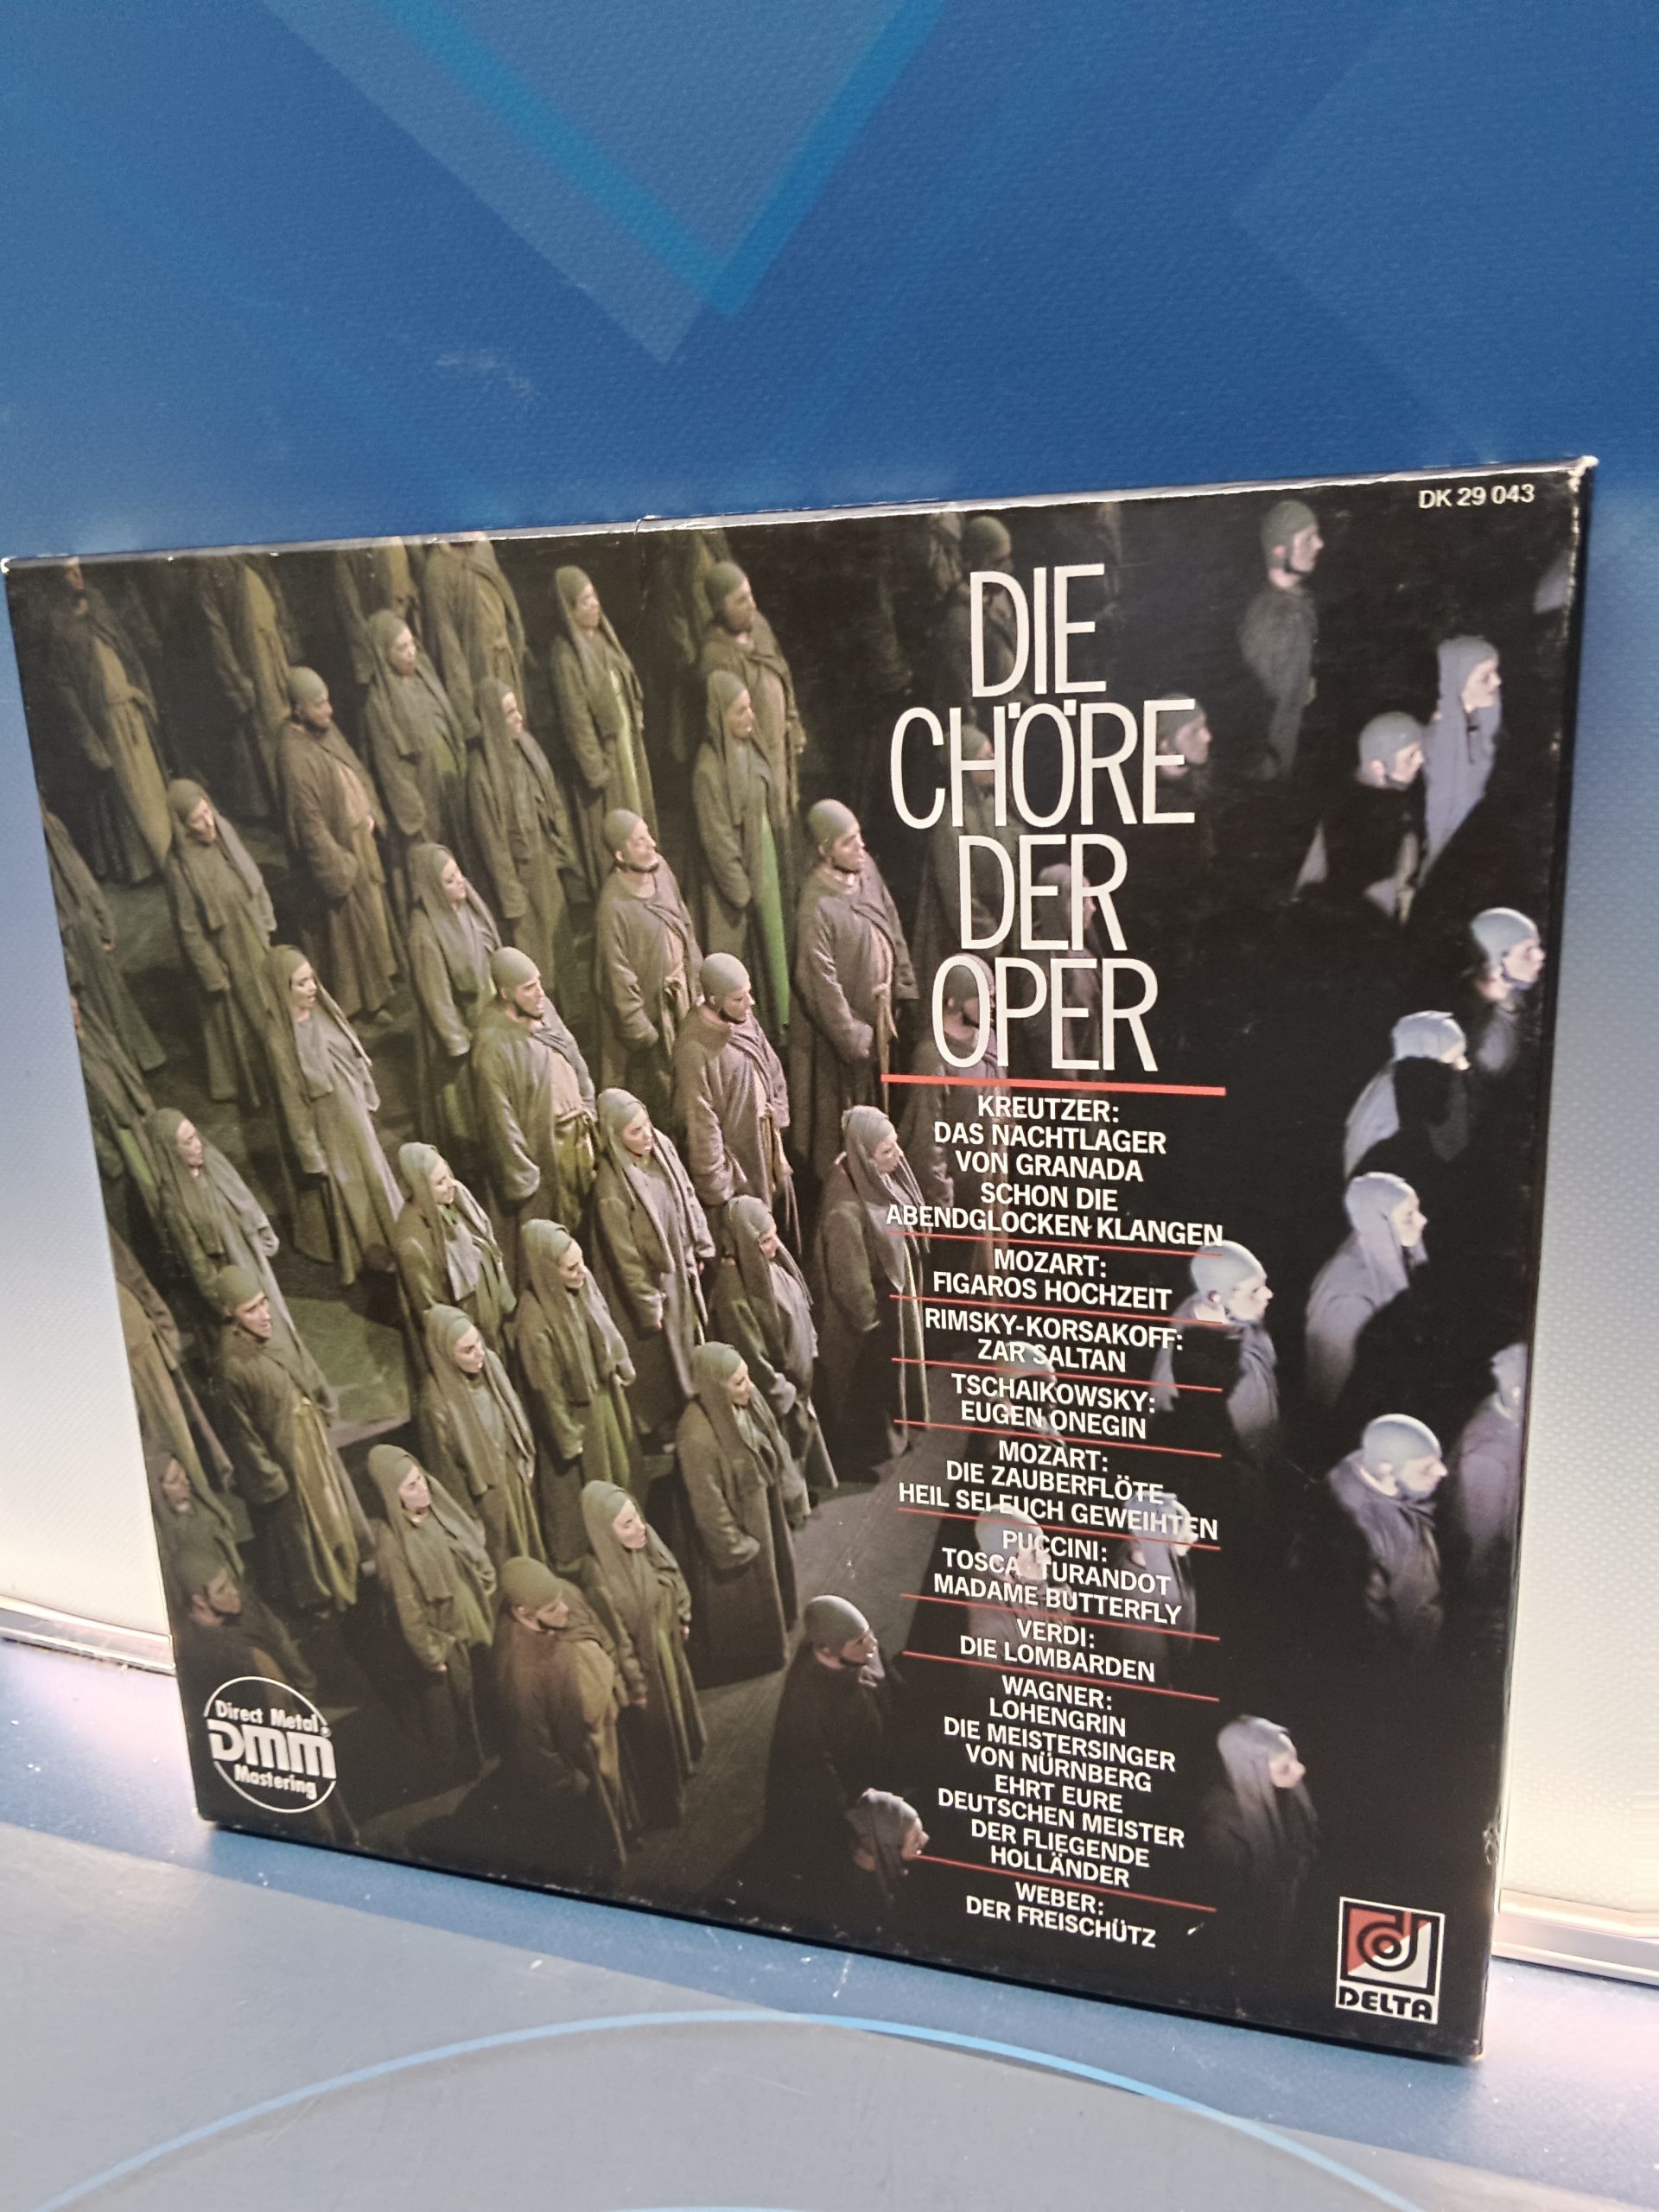 DK 29 043
DIE
CHÖRE
DER
OPER
KREUTZER:
DAS NACHTLAGER
VON GRANADA
SCHON DIE
ABENDGLOCKEN KLANGEN
MOZART:
FIGAROS HOCHZEIT
RIMSKY-KORSAKOFF:
ZAR SALTAN
TSCHAIKOWSKY:
EUGEN ONEGIN
MOZART:
DIE ZAUBERFLÖTE
HEIL SEI EUCH GEWEIHTEN
PUCCINI:
TOSCA TURANDOT
MADAME BUTTERFLY
VERDI:
DIE LOMBARDEN
WAGNER:
LOHENGRIN
DIE MEISTERSINGER
VON NÜRNBERG
EHRT EURE
DEUTSCHEN MEISTER
DER FLIEGENDE
HOLLÄNDER
WEBER:
DER FREISCHÜTZ
Direct Metal
DMM
Mastering
d
DELTA